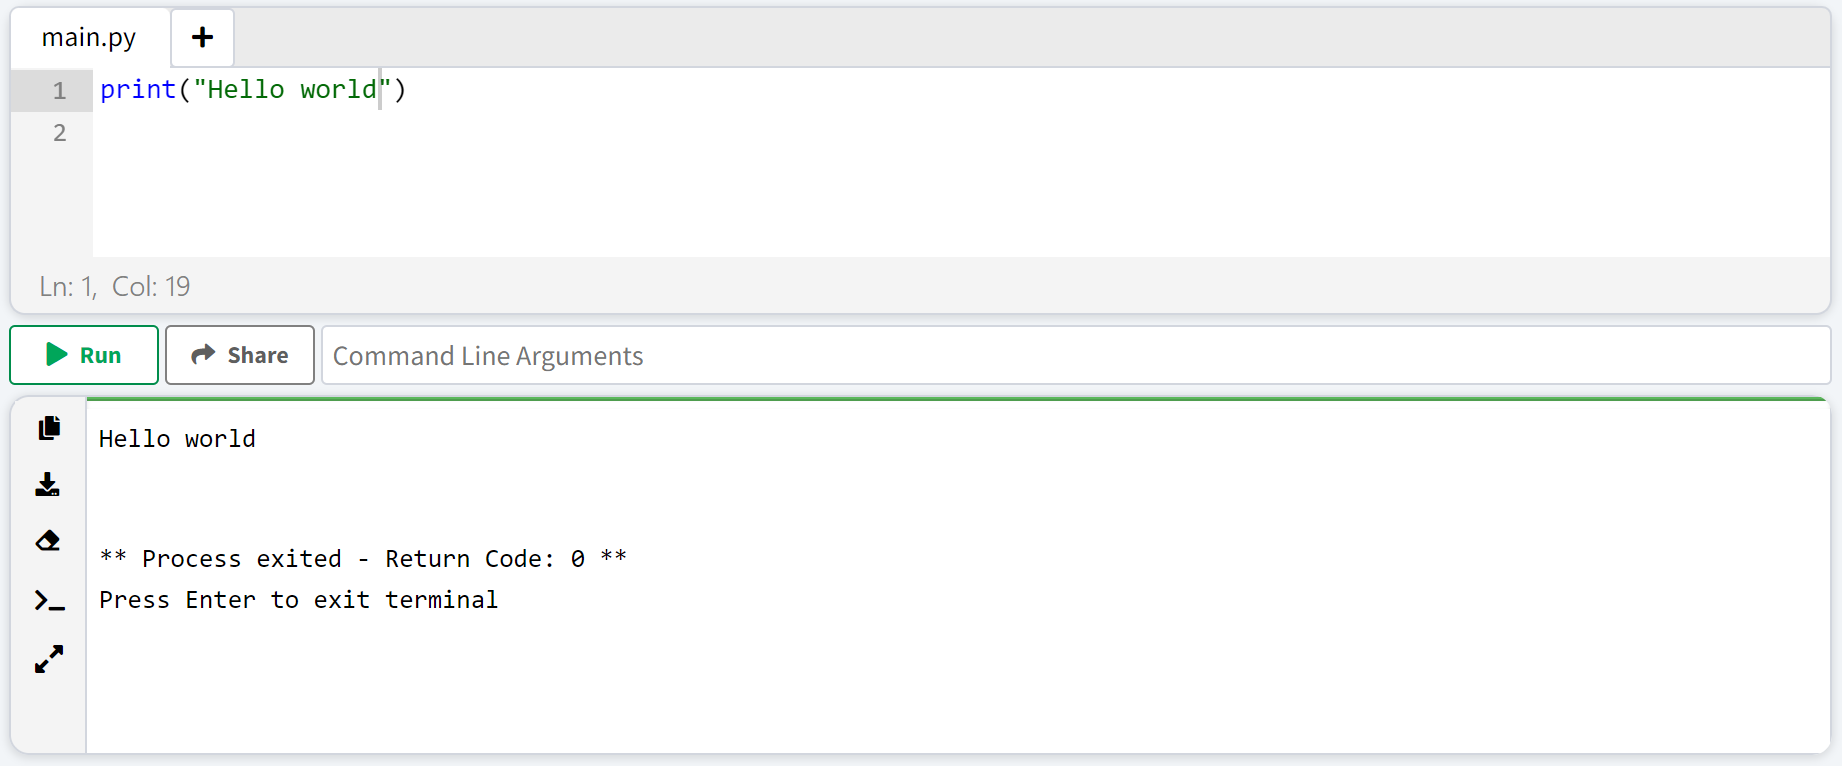 main.py +
1 print("Hello world")
2
Ln: 1, Col: 19
Run Share Command Line Arguments
Hello world
** Process exited - Return Code: 0 **
Press Enter to exit terminal